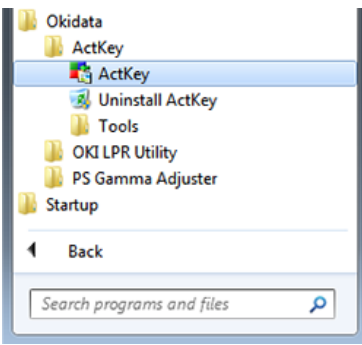 Okidata
ActKey
ActKey
Uninstall ActKey
Tools
OKI LPR Utility
PS Gamma Adjuster
Startup
Back
Search programs and files